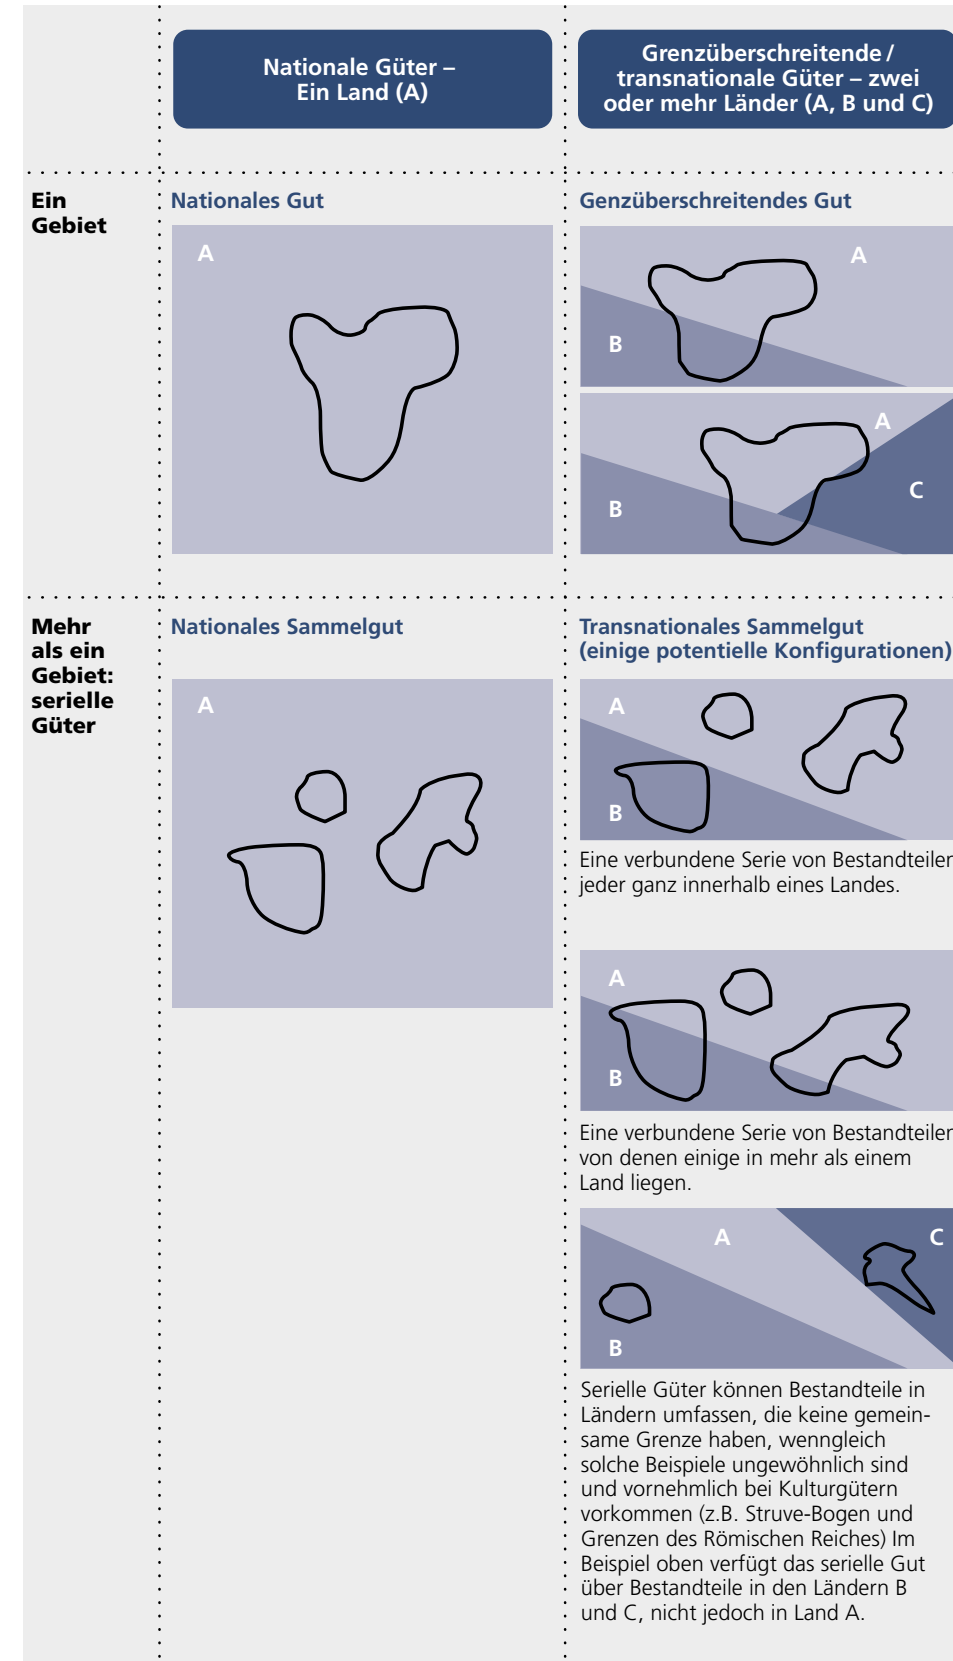 Nationale Güter –
Ein Land (A)
Grenzüberschreitende /
transnationale Güter – zwei
oder mehr Länder (A, B und C)
Ein
Gebiet
Nationales Gut
A
Genzüberschreitendes Gut
A
B
A
B
C
Mehr
als ein
Gebiet:
serielle
Güter
Nationales Sammelgut
A
Transnationales Sammelgut
(einige potentielle Konfigurationen)
A
B
Eine verbundene Serie von Bestandteilen
jeder ganz innerhalb eines Landes.
A
B
Eine verbundene Serie von Bestandteilen
von denen einige in mehr als einem
Land liegen.
A
C
B
Serielle Güter können Bestandteile in
Ländern umfassen, die keine gemein-
same Grenze haben, wenngleich
solche Beispiele ungewöhnlich sind
und vornehmlich bei Kulturgütern
vorkommen (z.B. Struve-Bogen und
Grenzen des Römischen Reiches) Im
Beispiel oben verfügt das serielle Gut
über Bestandteile in den Ländern B
und C, nicht jedoch in Land A.